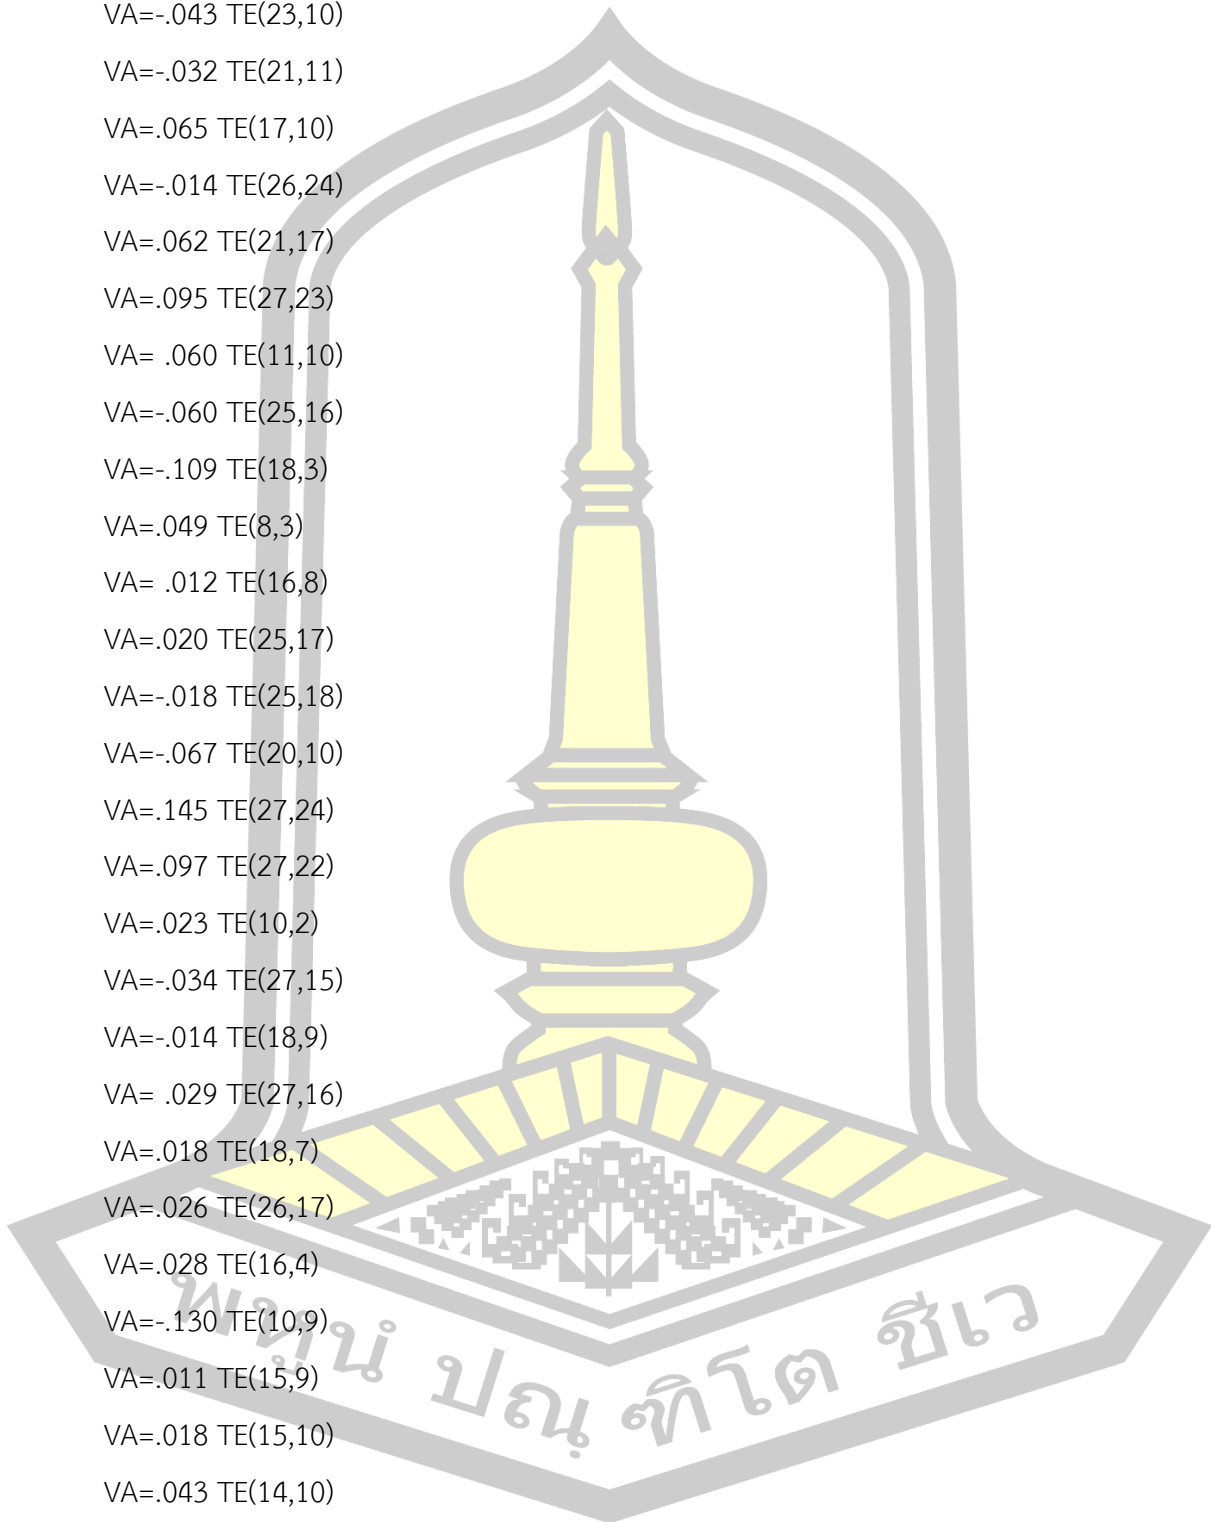 VA=-.043 TE(23,10)
VA=-.032 TE(21,11)
VA=.065 TE(17,10)
VA=-.014 TE(26,24)
VA=.062 TE(21,17)
VA=.095 TE(27,23)
VA= .060 TE(11,10)
VA=-.060 TE(25,16)
VA=-.109 TE(18,3)
VA=.049 TE(8,3)
VA= .012 TE(16,8)
VA=.020 TE(25,17)
VA=-.018 TE(25,18)
VA=-.067 TE(20,10)
VA=.145 TE(27,24)
VA=.097 TE(27,22)
VA=.023 TE(10,2)
VA=-.034 TE(27,15)
VA=-.014 TE(18,9)
VA= .029 TE(27,16)
VA=.018 TE(18,7)
VA=.026 TE(26,17)
VA=.028 TE(16,4)
VA=-.130 TE(10,9)
VA=.011 TE(15,9)
VA=.018 TE(15,10)
VA=.043 TE(14,10)
พหูนํ ปณฺ ฑิโต ชีเว